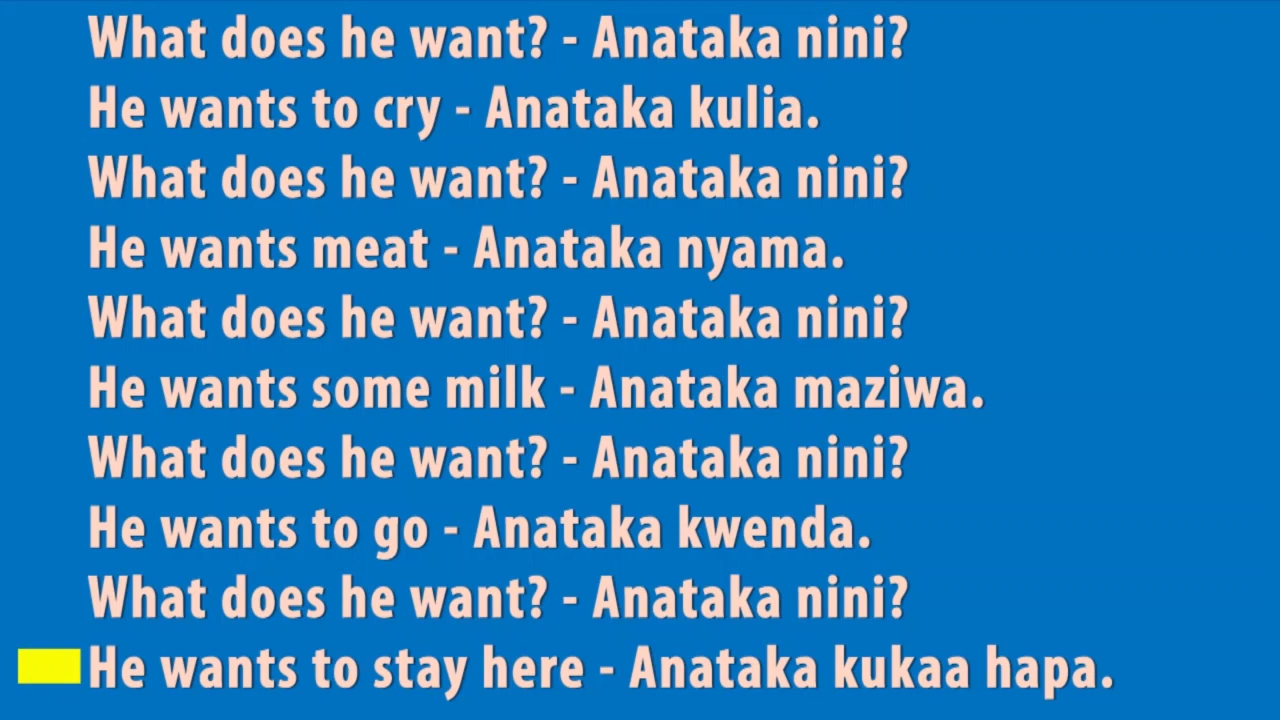 What does he want? - Anataka nini?
He wants to cry - Anataka kulia.
What does he want? - Anataka nini?
He wants meat - Anataka nyama.
What does he want? - Anataka nini?
He wants some milk - Anataka maziwa.
What does he want? - Anataka nini?
He wants to go - Anataka kwenda.
What does he want? - Anataka nini?
He wants to stay here - Anataka kukaa hapa.